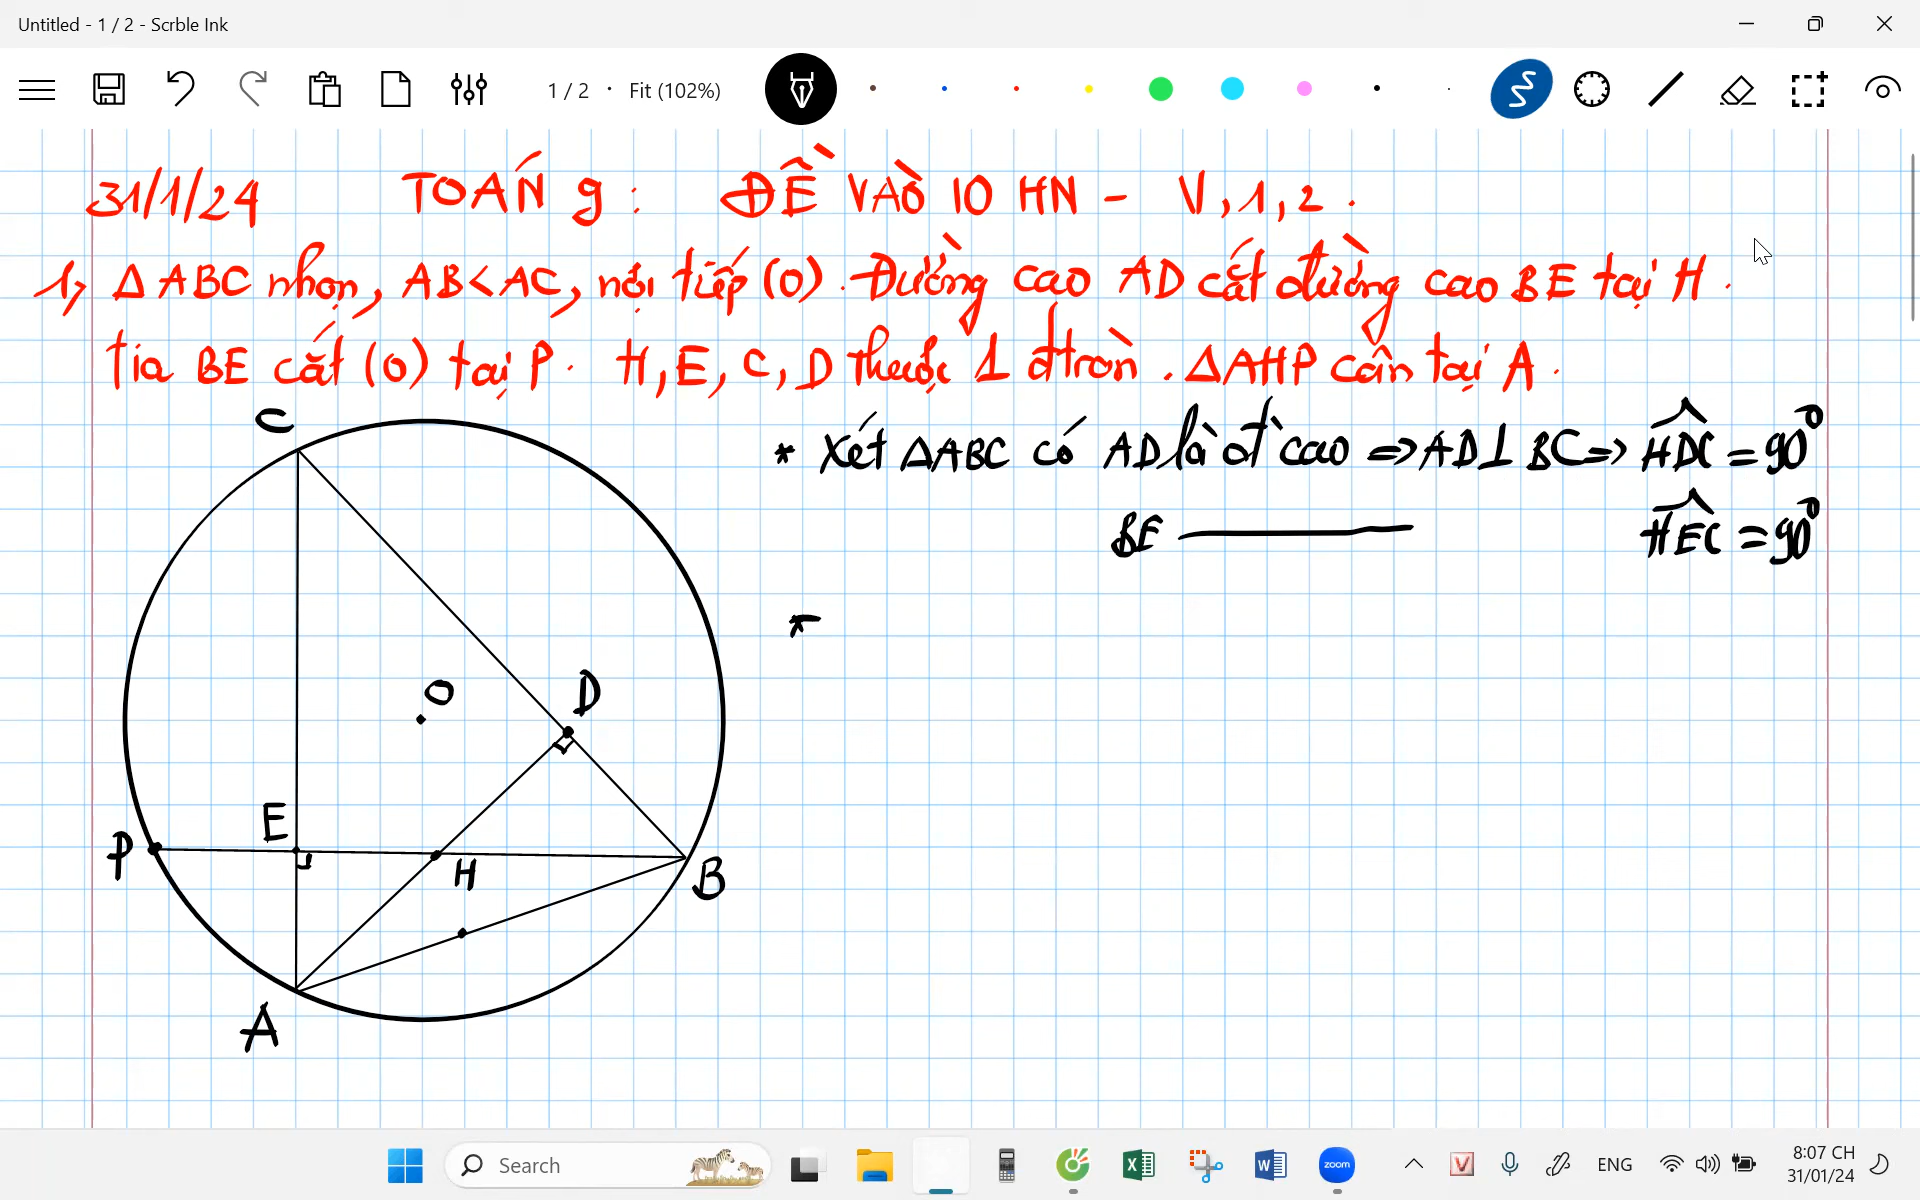 Untitled - 1 / 2 - Scrble Ink
1 / 2 · Fit (102%)
31/1/24 TOÁN 9 : ĐỀ VÀO 10 HN - V,1,2.
1, ΔABC nhọn, AB<AC, nội tiếp (O). Đường cao AD cắt đường cao BE tại H.
tia BE cắt (O) tại P. H,E,C,D thuộc 1 đtròn. ΔAHP cân tại A.
* Xét ΔABC có AD là đ' cao => AD⊥BC => HDC = 90⁰
BE ——— HEC = 90⁰
*
C
O
D
E
P
H
B
A
Search
zoom
ENG
8:07 CH
31/01/24